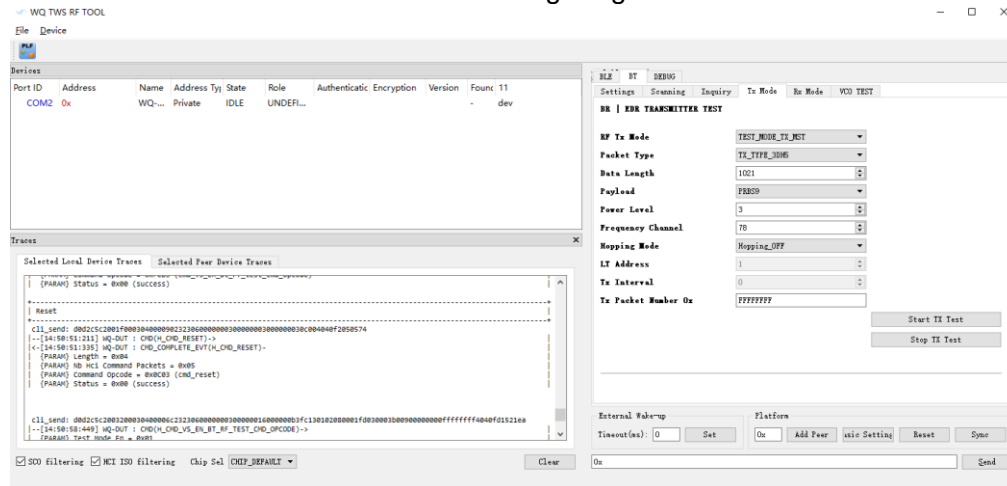 WQ TWS RF TOOL
File Device
PLF
Devices
Port ID Address Name Address Typ State Role Authenticatic Encryption Version Found 11
COM2 0x WQ-... Private IDLE UNDEFI... - dev
Traces
Selected Local Device Traces Selected Peer Device Traces
{PARAM} Status = 0x00 (success)
Reset
cli_send:
--[14:50:51:211] WQ-DUT : CMD(H_CMD_RESET)->
<-[14:50:51:335] WQ-DUT : CMD_COMPLETE_EVT(H_CMD_RESET)-
{PARAM} Length = 0x04
{PARAM} Nb Hci Command Packets = 0x05
{PARAM} Command Opcode = 0x0C03 (cmd_reset)
{PARAM} Status = 0x00 (success)
cli_send:
--[14:50:58:449] WQ-DUT : CMD(H_CMD_VS_EN_BT_RF_TEST_CMD_OPCODE)->
{PARAM} Test Mode En = 0x01
SCO filtering HCI ISO filtering Chip Sel CHIP_DEFAULT Clear
BLE BT DEBUG
Settings Scanning Inquiry Tx Mode Rx Mode VCO TEST
BR | EDR TRANSMITTER TEST
RF Tx Mode TEST_MODE_TX_MST
Packet Type TX_TYPE_3DH5
Data Length 1021
Payload PRBS9
Power Level 3
Frequency Channel 78
Hopping Mode Hopping_OFF
LT Address 1
Tx Interval 0
Tx Packet Number 0x FFFFFFFF
Start TX Test
Stop TX Test
External Wake-up Platform
Timeout(ms): 0 Set 0x Add Peer asic Setting Reset Sync
0x Send